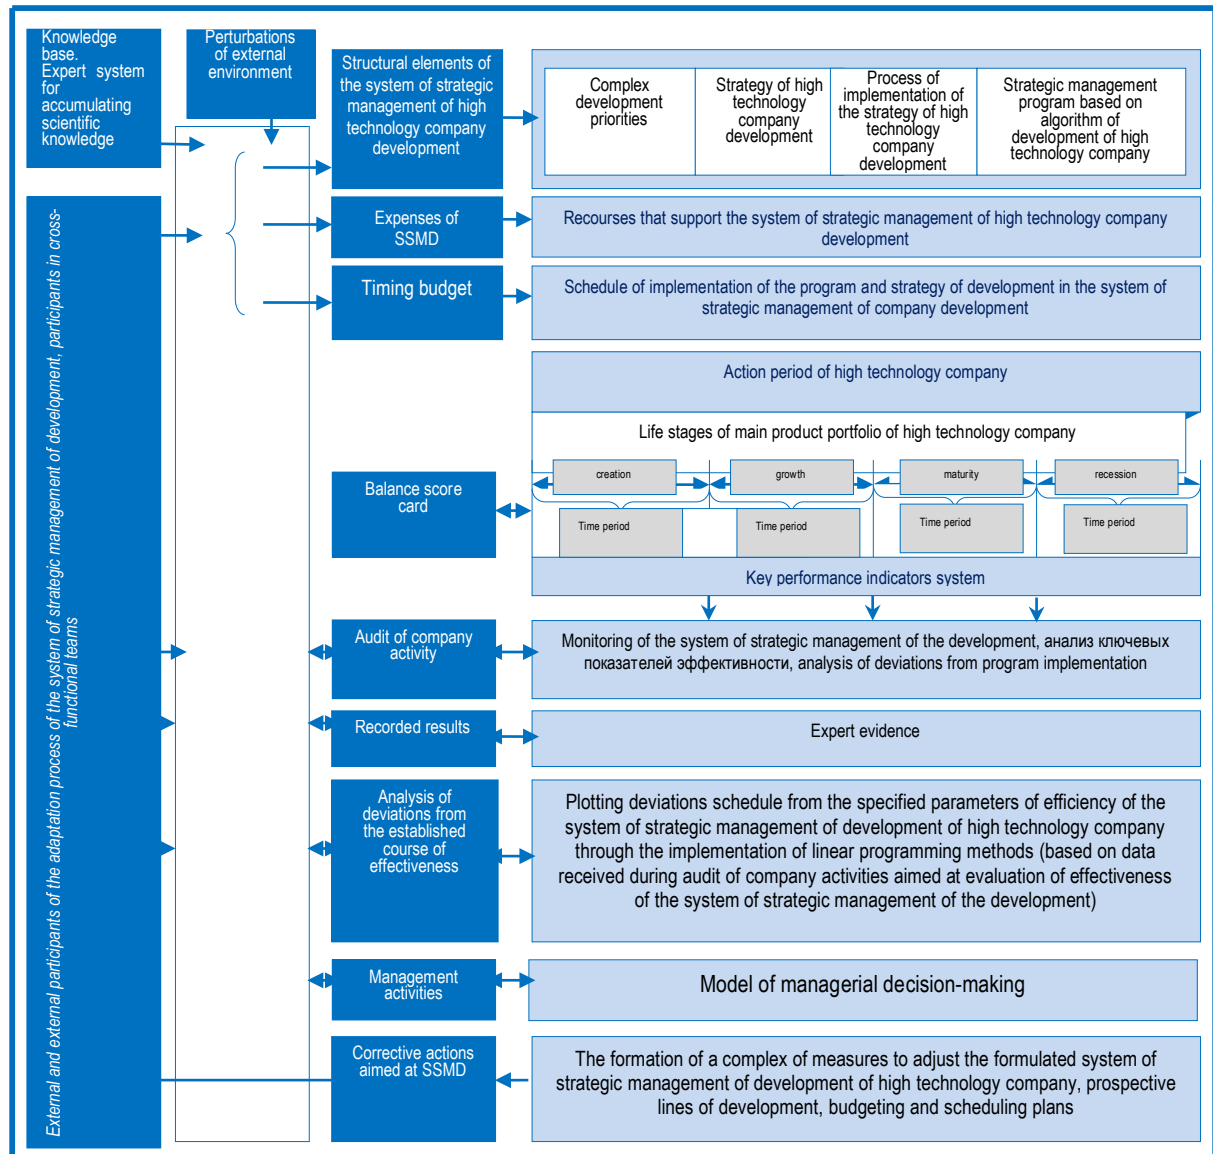 Knowledge
base.
Expert system
for
accumulating
scientific
knowledge
Perturbations
of external
environment
Structural elements of
the system of strategic
management of high
technology company
development
Complex
development
priorities
Strategy of high
technology
company
development
Process of
implementation of
the strategy of high
technology
company
development
Strategic management
program based on
algorithm of
development of high
technology company
External and external participants of the adaptation process of the system of strategic management of development, participants in cross-
functional teams
Expenses of
SSMD
Recourses that support the system of strategic management of high technology company
development
Timing budget
Schedule of implementation of the program and strategy of development in the system of
strategic management of company development
Action period of high technology company
Life stages of main product portfolio of high technology company
creation
growth
maturity
recession
Balance score
card
Time period
Time period
Time period
Time period
Key performance indicators system
Audit of company
activity
Monitoring of the system of strategic management of the development, анализ ключевых
показателей эффективности, analysis of deviations from program implementation
Recorded results
Expert evidence
Analysis of
deviations from
the established
course of
effectiveness
Plotting deviations schedule from the specified parameters of efficiency of the
system of strategic management of development of high technology company
through the implementation of linear programming methods (based on data
received during audit of company activities aimed at evaluation of effectiveness
of the system of strategic management of the development)
Management
activities
Model of managerial decision-making
Corrective actions
aimed at SSMD
The formation of a complex of measures to adjust the formulated system of
strategic management of development of high technology company, prospective
lines of development, budgeting and scheduling plans